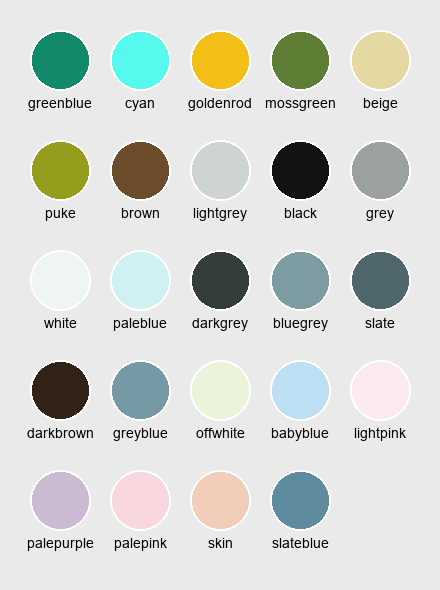 greenblue cyan goldenrod mossgreen beige
puke brown lightgrey black grey
white paleblue darkgrey bluegrey slate
darkbrown greyblue offwhite babyblue lightpink
palepurple palepink skin slateblue